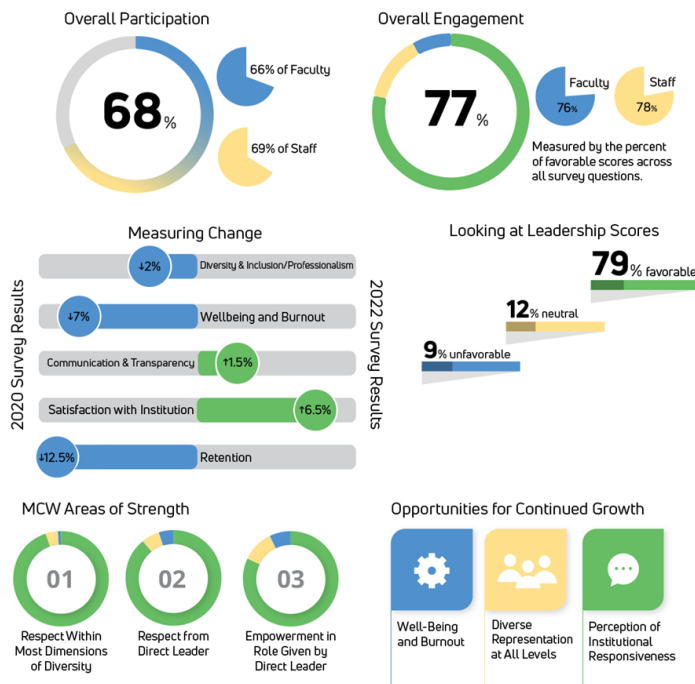 Overall Participation
68%
66% of Faculty
69% of Staff
Overall Engagement
77%
Faculty
76%
Staff
78%
Measured by the percent
of favorable scores across
all survey questions.
Measuring Change
2020 Survey Results
2022 Survey Results
↓2%
Diversity & Inclusion/Professionalism
↓7%
Wellbeing and Burnout
Communication & Transparency
↑1.5%
Satisfaction with Institution
↑6.5%
↓12.5%
Retention
Looking at Leadership Scores
79% favorable
12% neutral
9% unfavorable
MCW Areas of Strength
01
Respect Within
Most Dimensions
of Diversity
02
Respect from
Direct Leader
03
Empowerment in
Role Given by
Direct Leader
Opportunities for Continued Growth
Well-Being
and Burnout
Diverse
Representation
at All Levels
Perception of
Institutional
Responsiveness